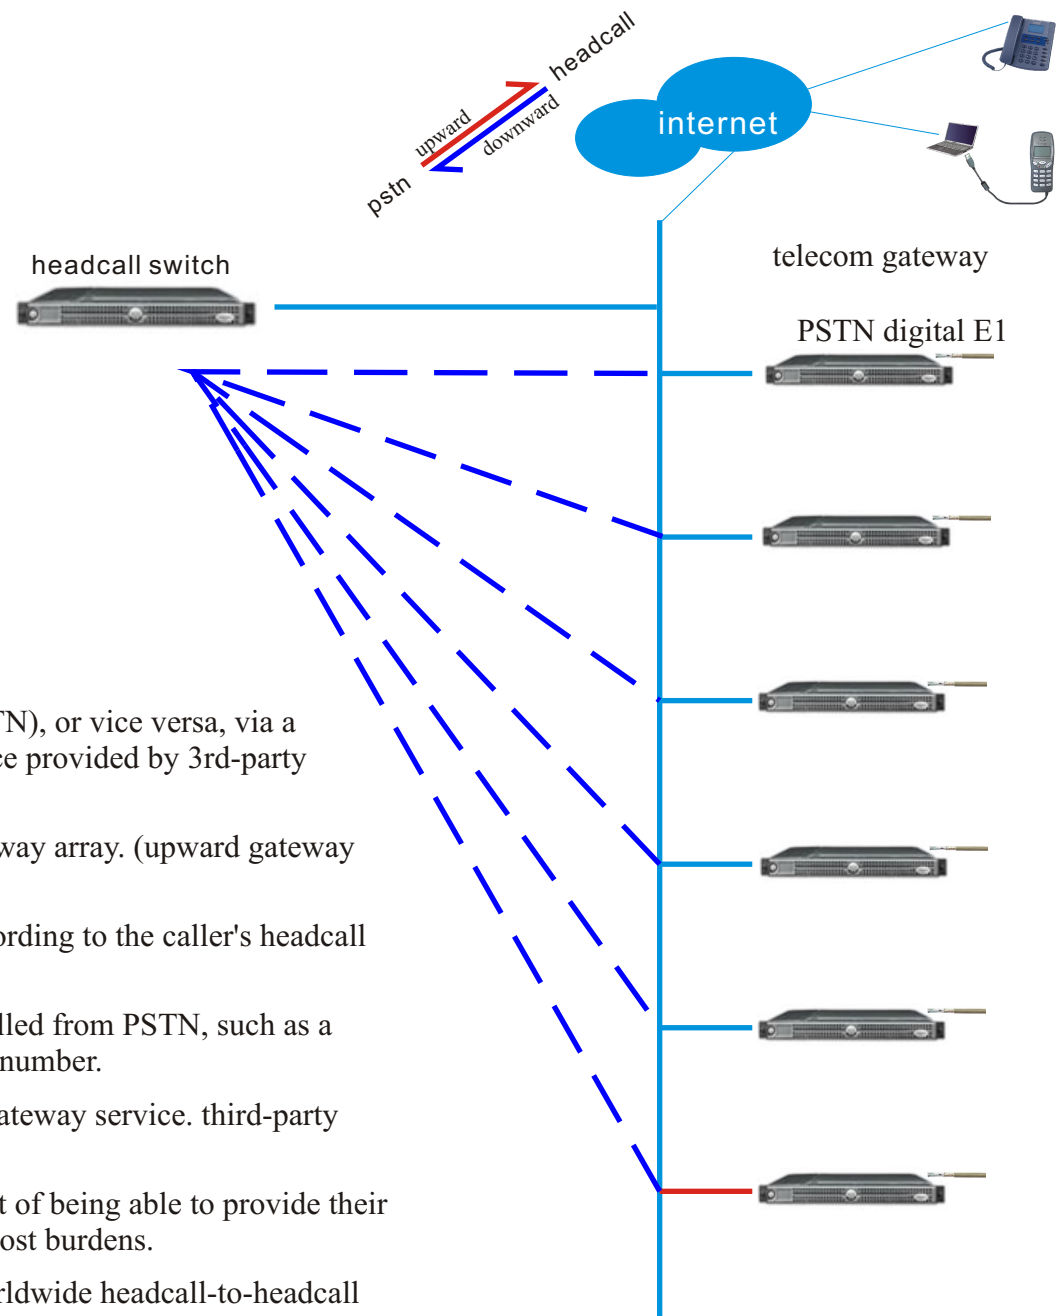 headcall
upward
downward
pstn
internet
headcall switch
telecom gateway
PSTN digital E1
TN), or vice versa, via a
ce provided by 3rd-party
way array. (upward gateway
ording to the caller's headcall
lled from PSTN, such as a
number.
ateway service. third-party
t of being able to provide their
ost burdens.
rldwide headcall-to-headcall